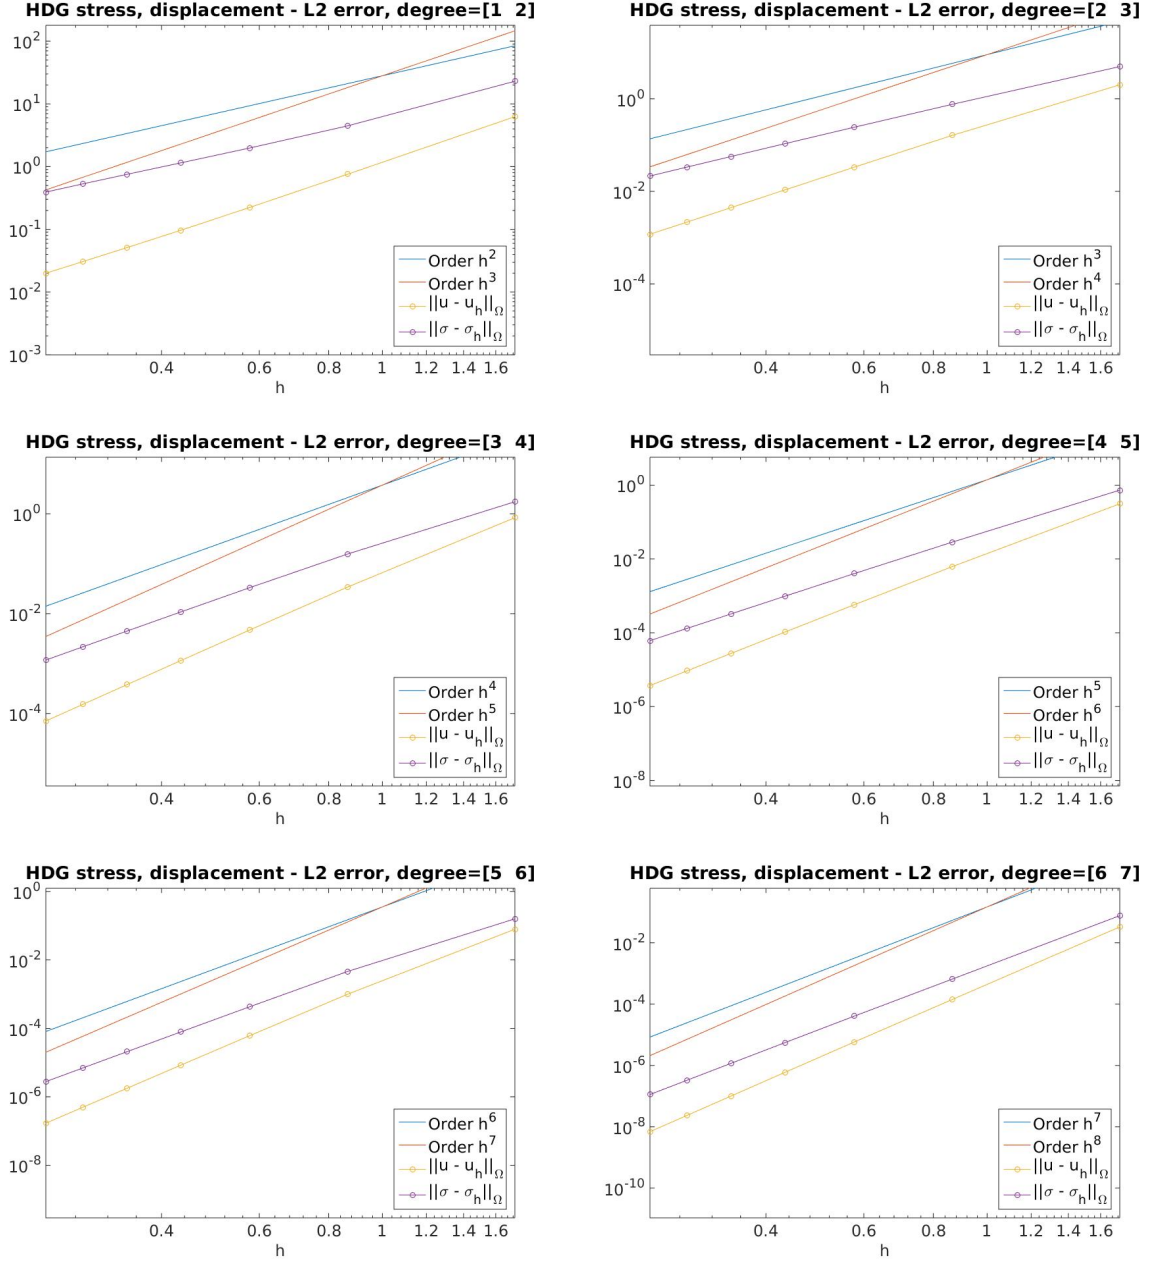 HDG stress, displacement - L2 error, degree=[1 2]
10^2
10^1
10^0
10^-1
10^-2
10^-3
0.4 0.6 0.8 1 1.2 1.4 1.6
h
Order h^2
Order h^3
||u - u_h||_Ω
||σ - σ_h||_Ω
HDG stress, displacement - L2 error, degree=[2 3]
10^0
10^-2
10^-4
0.4 0.6 0.8 1 1.2 1.4 1.6
h
Order h^3
Order h^4
||u - u_h||_Ω
||σ - σ_h||_Ω
HDG stress, displacement - L2 error, degree=[3 4]
10^0
10^-2
10^-4
0.4 0.6 0.8 1 1.2 1.4 1.6
h
Order h^4
Order h^5
||u - u_h||_Ω
||σ - σ_h||_Ω
HDG stress, displacement - L2 error, degree=[4 5]
10^0
10^-2
10^-4
10^-6
10^-8
0.4 0.6 0.8 1 1.2 1.4 1.6
h
Order h^5
Order h^6
||u - u_h||_Ω
||σ - σ_h||_Ω
HDG stress, displacement - L2 error, degree=[5 6]
10^0
10^-2
10^-4
10^-6
10^-8
0.4 0.6 0.8 1 1.2 1.4 1.6
h
Order h^6
Order h^7
||u - u_h||_Ω
||σ - σ_h||_Ω
HDG stress, displacement - L2 error, degree=[6 7]
10^-2
10^-4
10^-6
10^-8
10^-10
0.4 0.6 0.8 1 1.2 1.4 1.6
h
Order h^7
Order h^8
||u - u_h||_Ω
||σ - σ_h||_Ω